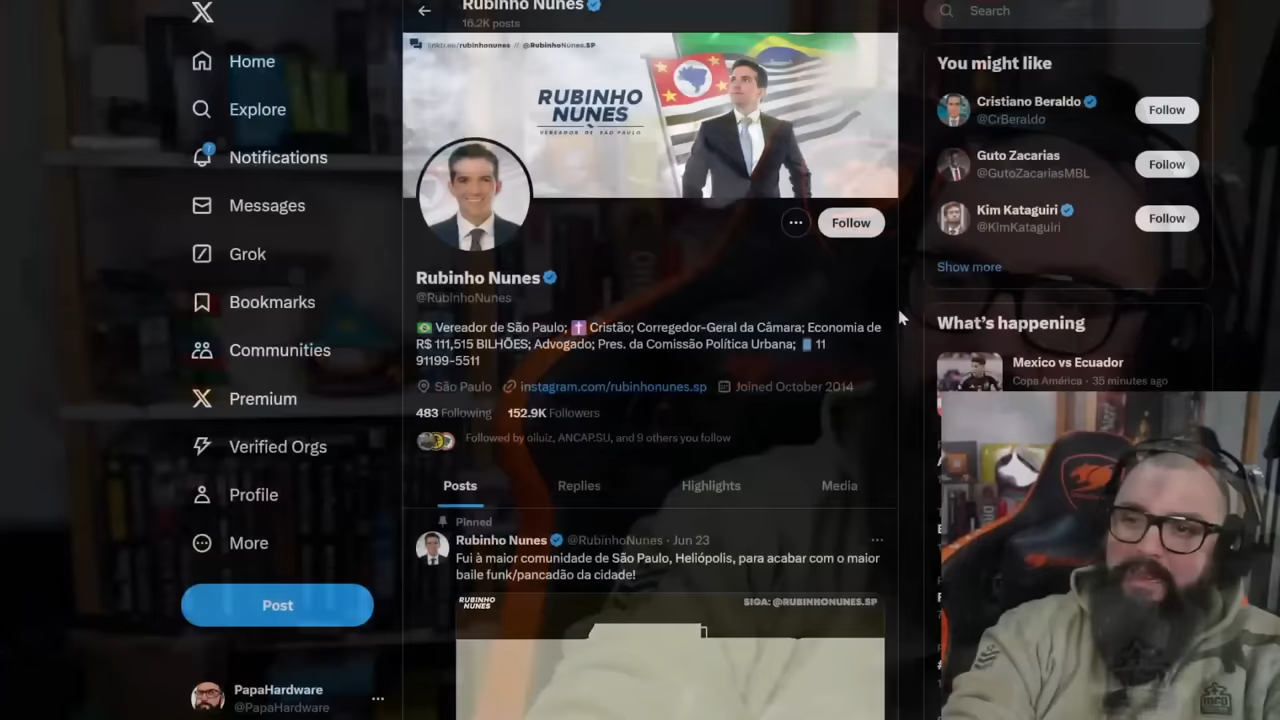 Home
Explore
Notifications
Messages
Grok
Bookmarks
Communities
Premium
Verified Orgs
Profile
More
Post
PapaHardware
@PapaHardware
Rubinho Nunes
16.2K posts
linktr.ee/rubinhonunes // @RubinhoNunes.SP
RUBINHO
NUNES
VEREADOR DE SÃO PAULO
Follow
Rubinho Nunes
@RubinhoNunes
Vereador de São Paulo; Cristão; Corregedor-Geral da Câmara; Economia de
R$ 111,515 BILHÕES; Advogado; Pres. da Comissão Política Urbana; 11
91199-5511
São Paulo instagram.com/rubinhonunes.sp Joined October 2014
483 Following 152.9K Followers
Followed by oiluiz, ANCAP.SU, and 9 others you follow
Posts Replies Highlights Media
Pinned
Rubinho Nunes @RubinhoNunes · Jun 23
Fui à maior comunidade de São Paulo, Heliópolis, para acabar com o maior
baile funk/pancadão da cidade!
RUBINHO
NUNES
SIGA: @RUBINHONUNES.SP
Search
You might like
Cristiano Beraldo
@CrBeraldo
Follow
Guto Zacarias
@GutoZacariasMBL
Follow
Kim Kataguiri
@KimKataguiri
Follow
Show more
What's happening
Mexico vs Ecuador
Copa América · 35 minutes ago